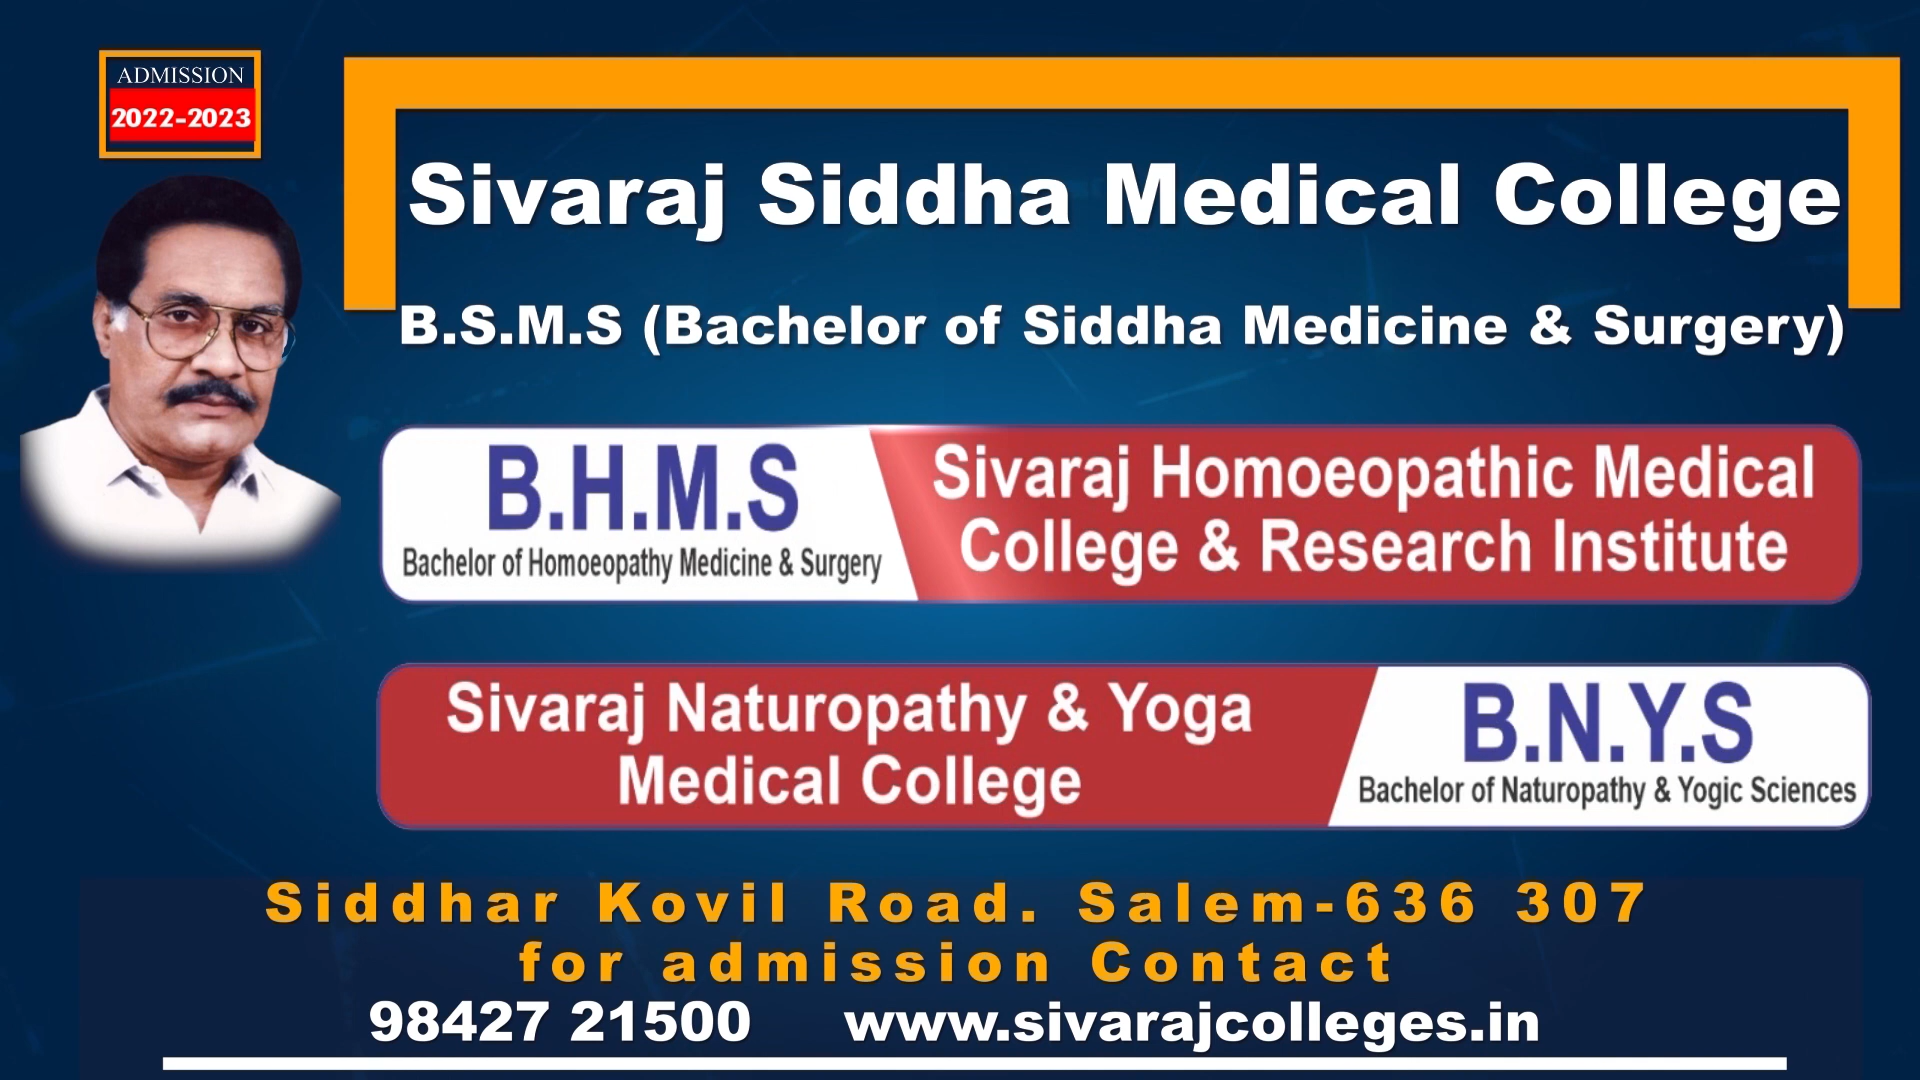 ADMISSION
2022-2023
Sivaraj Siddha Medical College
B.S.M.S (Bachelor of Siddha Medicine & Surgery)
B.H.M.S
Bachelor of Homoeopathy Medicine & Surgery
Sivaraj Homoeopathic Medical
College & Research Institute
Sivaraj Naturopathy & Yoga
Medical College
B.N.Y.S
Bachelor of Naturopathy & Yogic Sciences
Siddhar Kovil Road. Salem-636 307
for admission Contact
98427 21500 www.sivarajcolleges.in